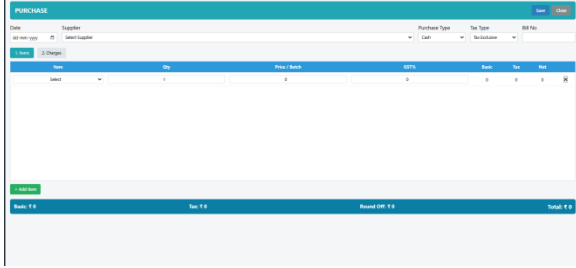 PURCHASE Save Close
Date Supplier Purchase Type Tax Type Bill No
dd-mm-yyyy Select Supplier Cash Tax Exclusive
1. Items 2. Charges
Item Qty Price / Batch GST% Basic Tax Net
Select 1 0 0 0 0 0 X
+ Add Item
Basic: ₹ 0 Tax: ₹ 0 Round Off: ₹ 0 Total: ₹ 0